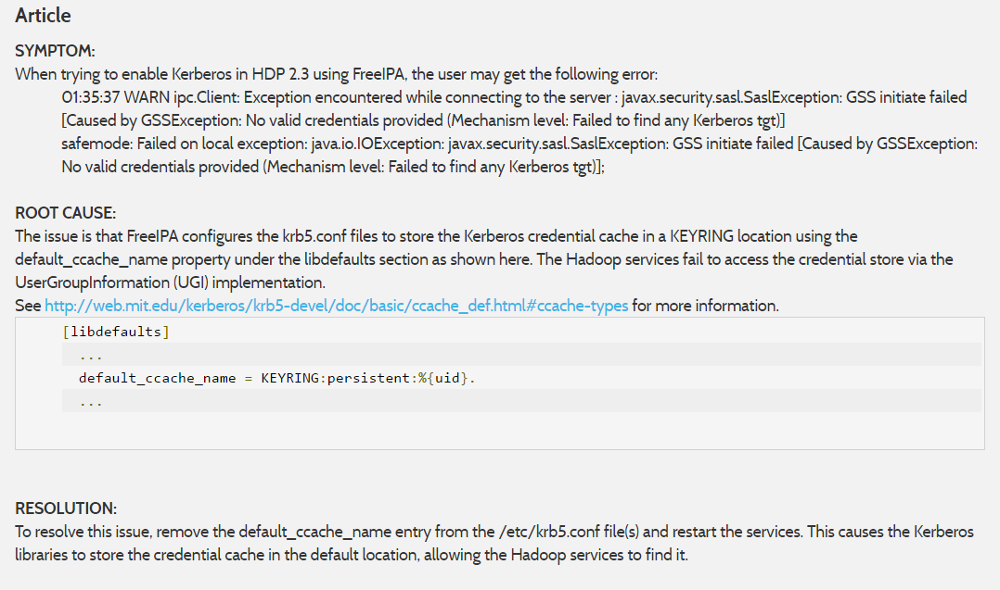 Article
SYMPTOM:
When trying to enable Kerberos in HDP 2.3 using FreeIPA, the user may get the following error:
01:35:37 WARN ipc.Client: Exception encountered while connecting to the server : javax.security.sasl.SaslException: GSS initiate failed
[Caused by GSSException: No valid credentials provided (Mechanism level: Failed to find any Kerberos tgt)]
safemode: Failed on local exception: java.io.IOException: javax.security.sasl.SaslException: GSS initiate failed [Caused by GSSException:
No valid credentials provided (Mechanism level: Failed to find any Kerberos tgt)];
ROOT CAUSE:
The issue is that FreeIPA configures the krb5.conf files to store the Kerberos credential cache in a KEYRING location using the
default_ccache_name property under the libdefaults section as shown here. The Hadoop services fail to access the credential store via the
UserGroupInformation (UGI) implementation.
See http://web.mit.edu/kerberos/krb5-devel/doc/basic/ccache_def.html#ccache-types for more information.
[libdefaults]
...
default_ccache_name = KEYRING:persistent:%{uid}.
...
RESOLUTION:
To resolve this issue, remove the default_ccache_name entry from the /etc/krb5.conf file(s) and restart the services. This causes the Kerberos
libraries to store the credential cache in the default location, allowing the Hadoop services to find it.